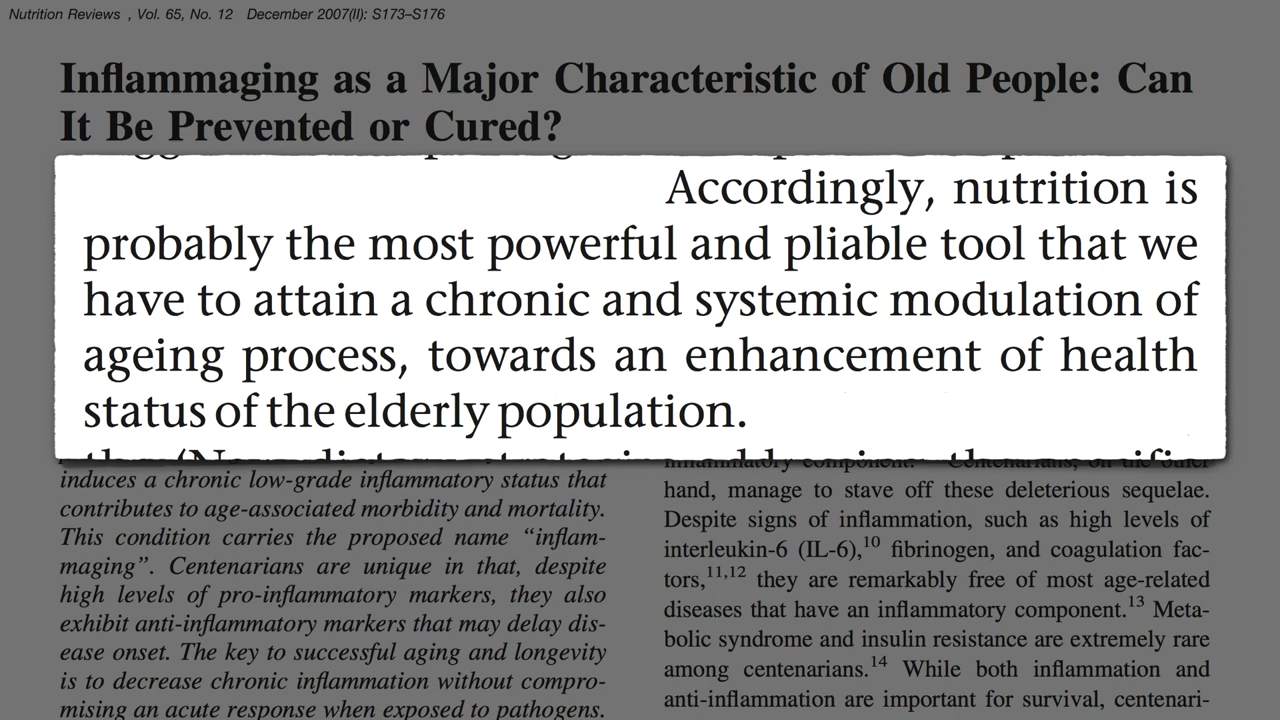 Nutrition Reviews , Vol. 65, No. 12 December 2007(II): S173–S176
Inflammaging as a Major Characteristic of Old People: Can
It Be Prevented or Cured?
Accordingly, nutrition is
probably the most powerful and pliable tool that we
have to attain a chronic and systemic modulation of
ageing process, towards an enhancement of health
status of the elderly population.
induces a chronic low-grade inflammatory status that
contributes to age-associated morbidity and mortality.
This condition carries the proposed name “inflam-
maging”. Centenarians are unique in that, despite
high levels of pro-inflammatory markers, they also
exhibit anti-inflammatory markers that may delay dis-
ease onset. The key to successful aging and longevity
is to decrease chronic inflammation without compro-
mising an acute response when exposed to pathogens.
hand, manage to stave off these deleterious sequelae.
Despite signs of inflammation, such as high levels of
interleukin-6 (IL-6),10 fibrinogen, and coagulation fac-
tors,11,12 they are remarkably free of most age-related
diseases that have an inflammatory component.13 Meta-
bolic syndrome and insulin resistance are extremely rare
among centenarians.14 While both inflammation and
anti-inflammation are important for survival, centenari-